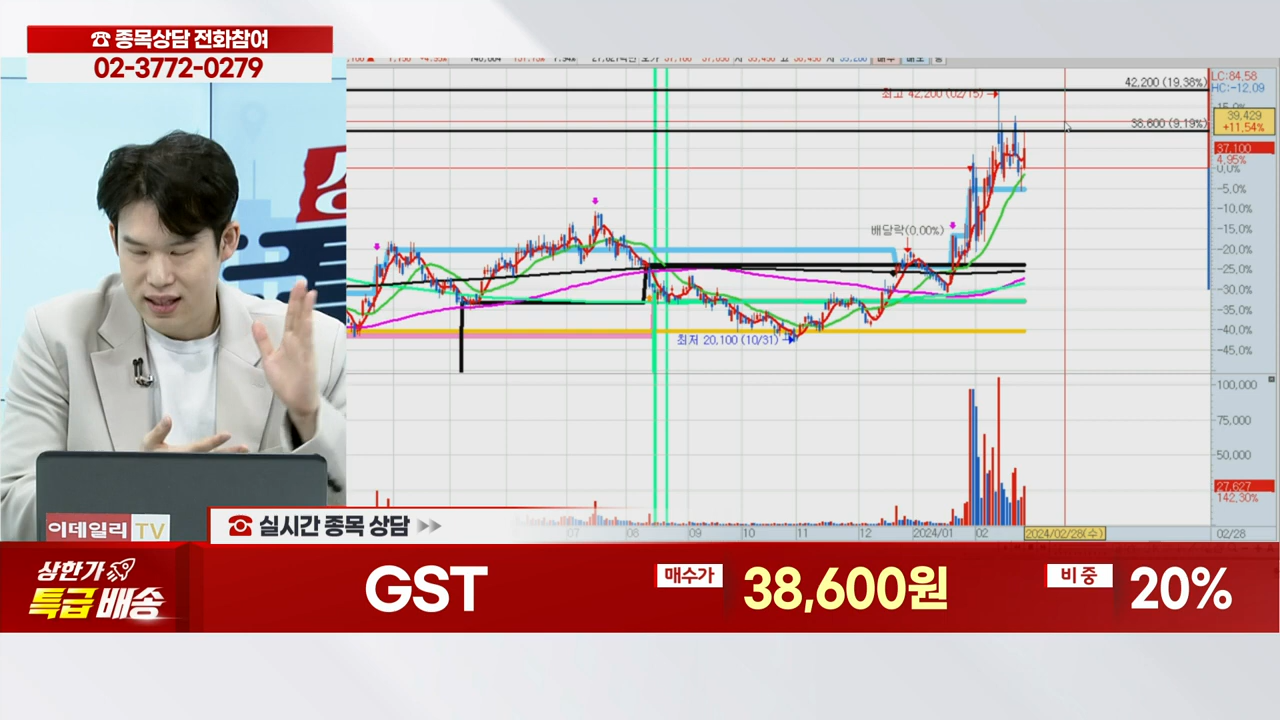 ☎ 종목상담 전화참여
02-3772-0279
42,200 (19.38%)
최고 42,200 (02/15)
38,600 (9.19%)
배달락(0.00%)
최저 20,100 (10/31)
LC:84.58
HC:-12.09
15.0%
39,429
+11.54%
37,100
4.95%
0.0%
-5.0%
-10.0%
-15.0%
-20.0%
-25.0%
-30.0%
-35.0%
-40.0%
-45.0%
100,000
75,000
50,000
27,627
142.30%
07
08
09
10
11
12
2024/01
02
2024/02/28(수)
02/28
이데일리 TV
☎ 실시간 종목 상담
상한가
특급 배송
GST
매수가
38,600원
비중
20%